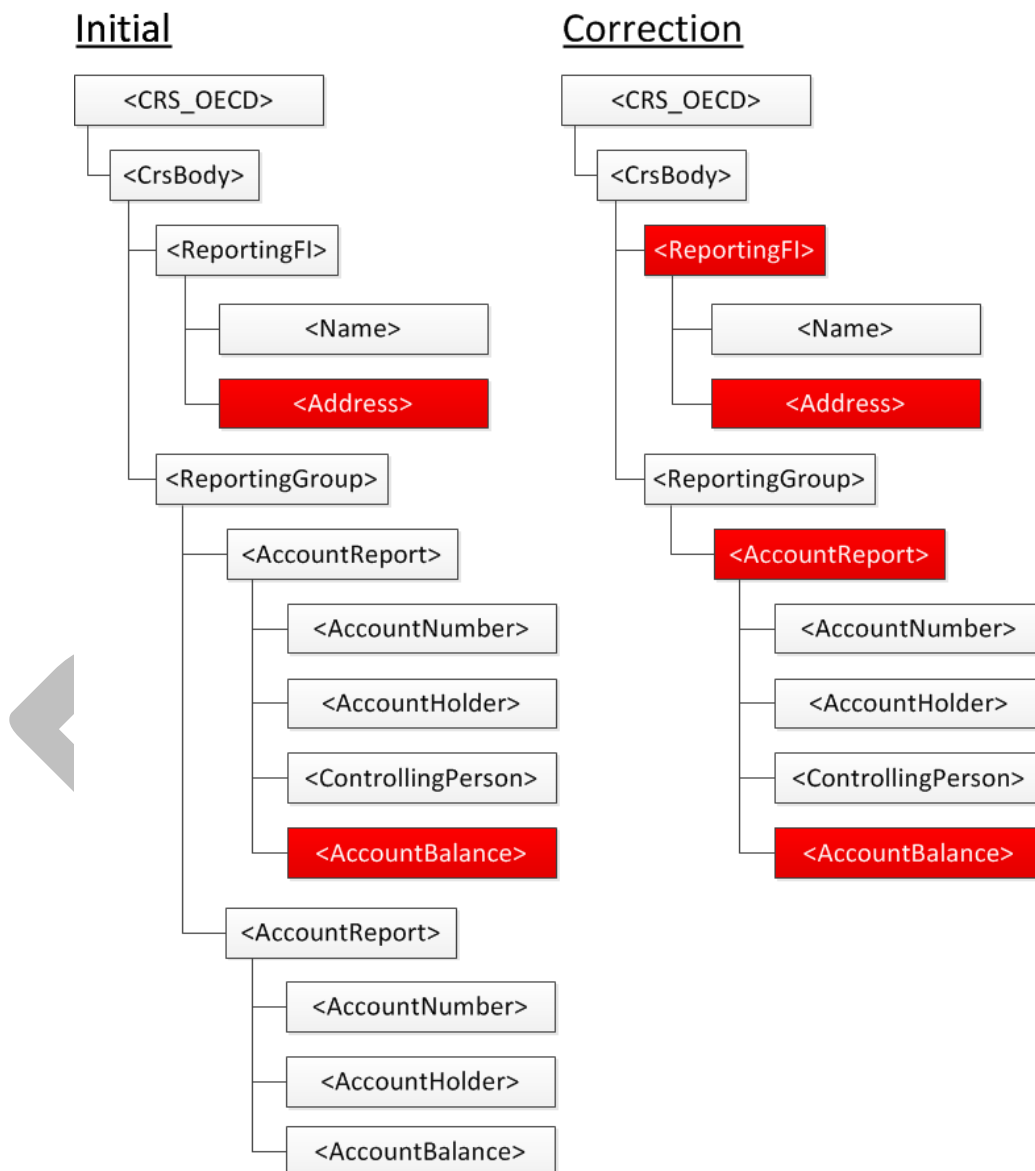 Initial
<CRS_OECD>
<CrsBody>
<ReportingFI>
<Name>
<Address>
<ReportingGroup>
<AccountReport>
<AccountNumber>
<AccountHolder>
<ControllingPerson>
<AccountBalance>
<AccountReport>
<AccountNumber>
<AccountHolder>
<AccountBalance>
Correction
<CRS_OECD>
<CrsBody>
<ReportingFI>
<Name>
<Address>
<ReportingGroup>
<AccountReport>
<AccountNumber>
<AccountHolder>
<ControllingPerson>
<AccountBalance>